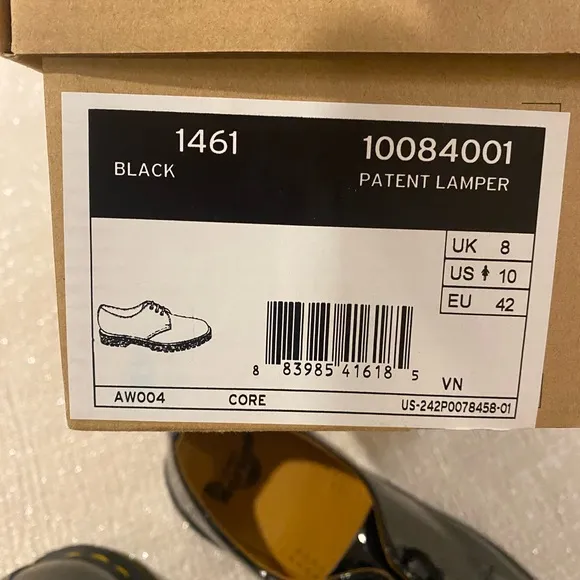 1461 10084001
BLACK PATENT LAMPER
UK 8
US 10
EU 42
8 83985 41618 5
VN
AW004 CORE US-242P0078458-01